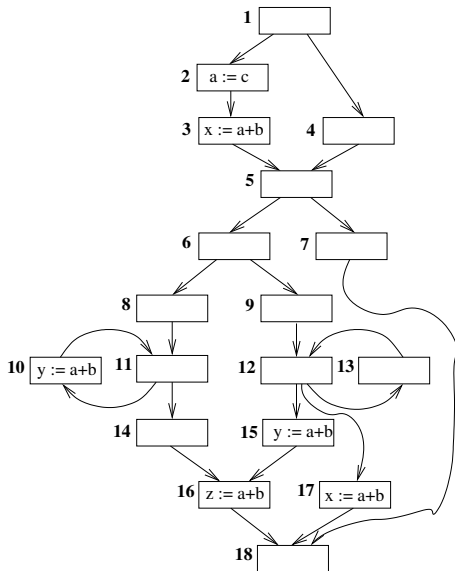 1
2 a := c
3 x := a+b 4
5
6 7
8 9
10 y := a+b 11 12 13
14 15 y := a+b
16 z := a+b 17 x := a+b
18